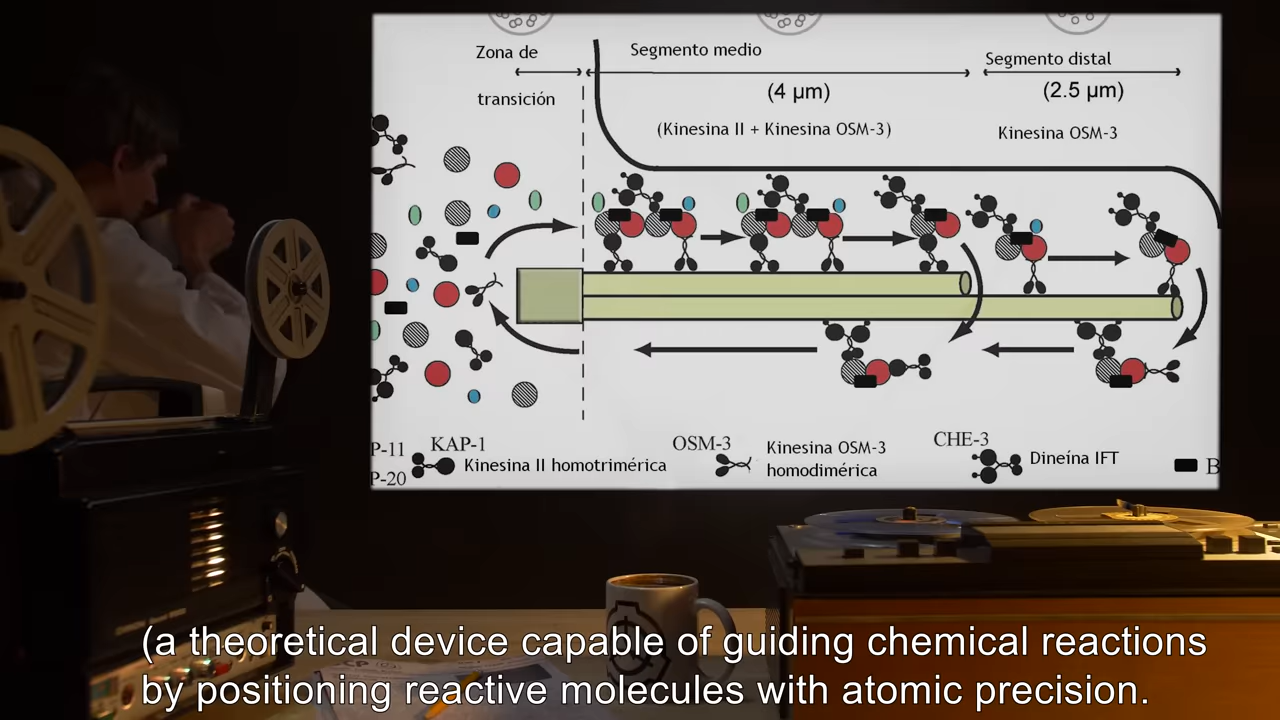 Zona de
transición
Segmento medio
(4 µm)
(Kinesina II + Kinesina OSM-3)
Segmento distal
(2.5 µm)
Kinesina OSM-3
P-11
P-20
KAP-1
Kinesina II homotrimérica
OSM-3
Kinesina OSM-3
homodimérica
CHE-3
Dineína IFT
B
(a theoretical device capable of guiding chemical reactions
by positioning reactive molecules with atomic precision.